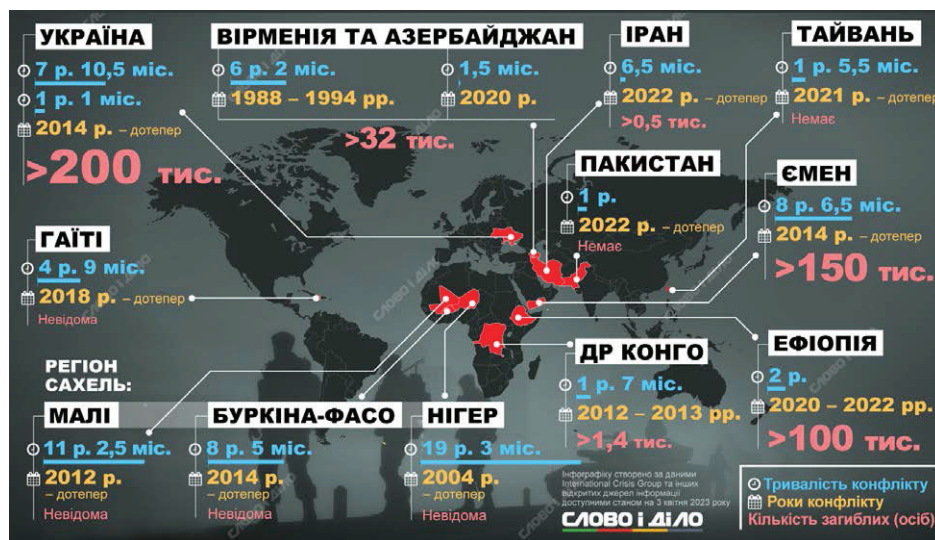 УКРАЇНА
7 р. 10,5 міс.
1 р. 1 міс.
2014 р. – дотепер
>200 тис.
ВІРМЕНІЯ ТА АЗЕРБАЙДЖАН
6 р. 2 міс.
1988 – 1994 рр.
1,5 міс.
2020 р.
>32 тис.
ІРАН
6,5 міс.
2022 р. – дотепер
>0,5 тис.
ТАЙВАНЬ
1 р. 5,5 міс.
2021 р. – дотепер
Немає
ПАКИСТАН
1 р.
2022 р. – дотепер
Немає
ЄМЕН
8 р. 6,5 міс.
2014 р. – дотепер
>150 тис.
ГАЇТІ
4 р. 9 міс.
2018 р. – дотепер
Невідома
РЕГІОН
САХЕЛЬ:
МАЛІ
11 р. 2,5 міс.
2012 р.
– дотепер
Невідома
БУРКІНА-ФАСО
8 р. 5 міс.
2014 р.
– дотепер
Невідома
НІГЕР
19 р. 3 міс.
2004 р.
– дотепер
Невідома
ДР КОНГО
1 р. 7 міс.
2012 – 2013 рр.
>1,4 тис.
ЕФІОПІЯ
2 р.
2020 – 2022 рр.
>100 тис.
Інфографіку створено за даними
International Crisis Group та інших
відкритих джерел інформації
доступними станом на 3 квітня 2023 року
СЛОВО і ДІЛО
Тривалість конфлікту
Роки конфлікту
Кількість загиблих (осіб)